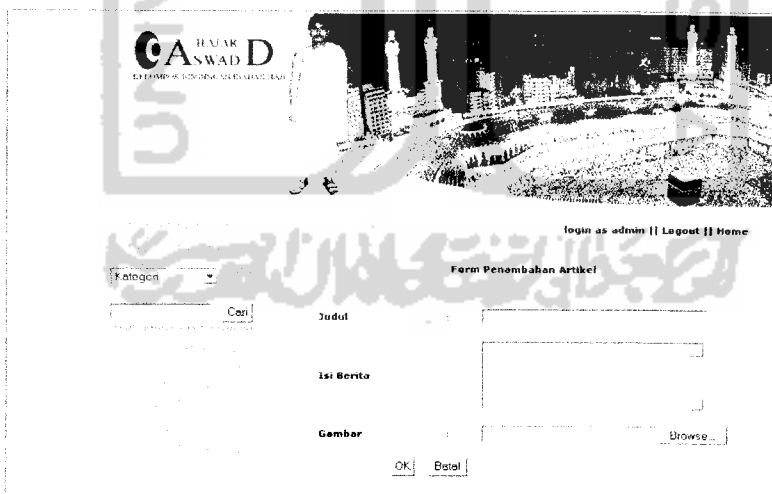 HAJAR
ASWAD
login as admin || Logout || Home
Kategori
Form Penambahan Artikel
Cari
Judul :
Isi Berita
Gambar : Browse...
OK Batal